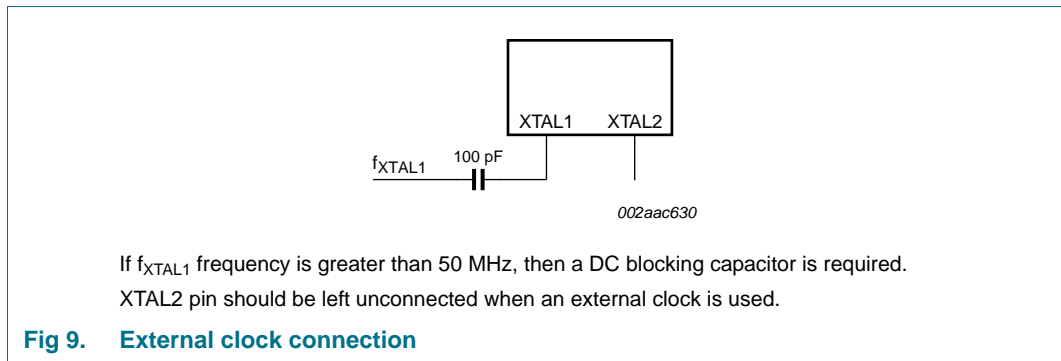 XTAL1 XTAL2
fXTAL1 100 pF
002aac630
If fXTAL1 frequency is greater than 50 MHz, then a DC blocking capacitor is required.
XTAL2 pin should be left unconnected when an external clock is used.
Fig 9. External clock connection